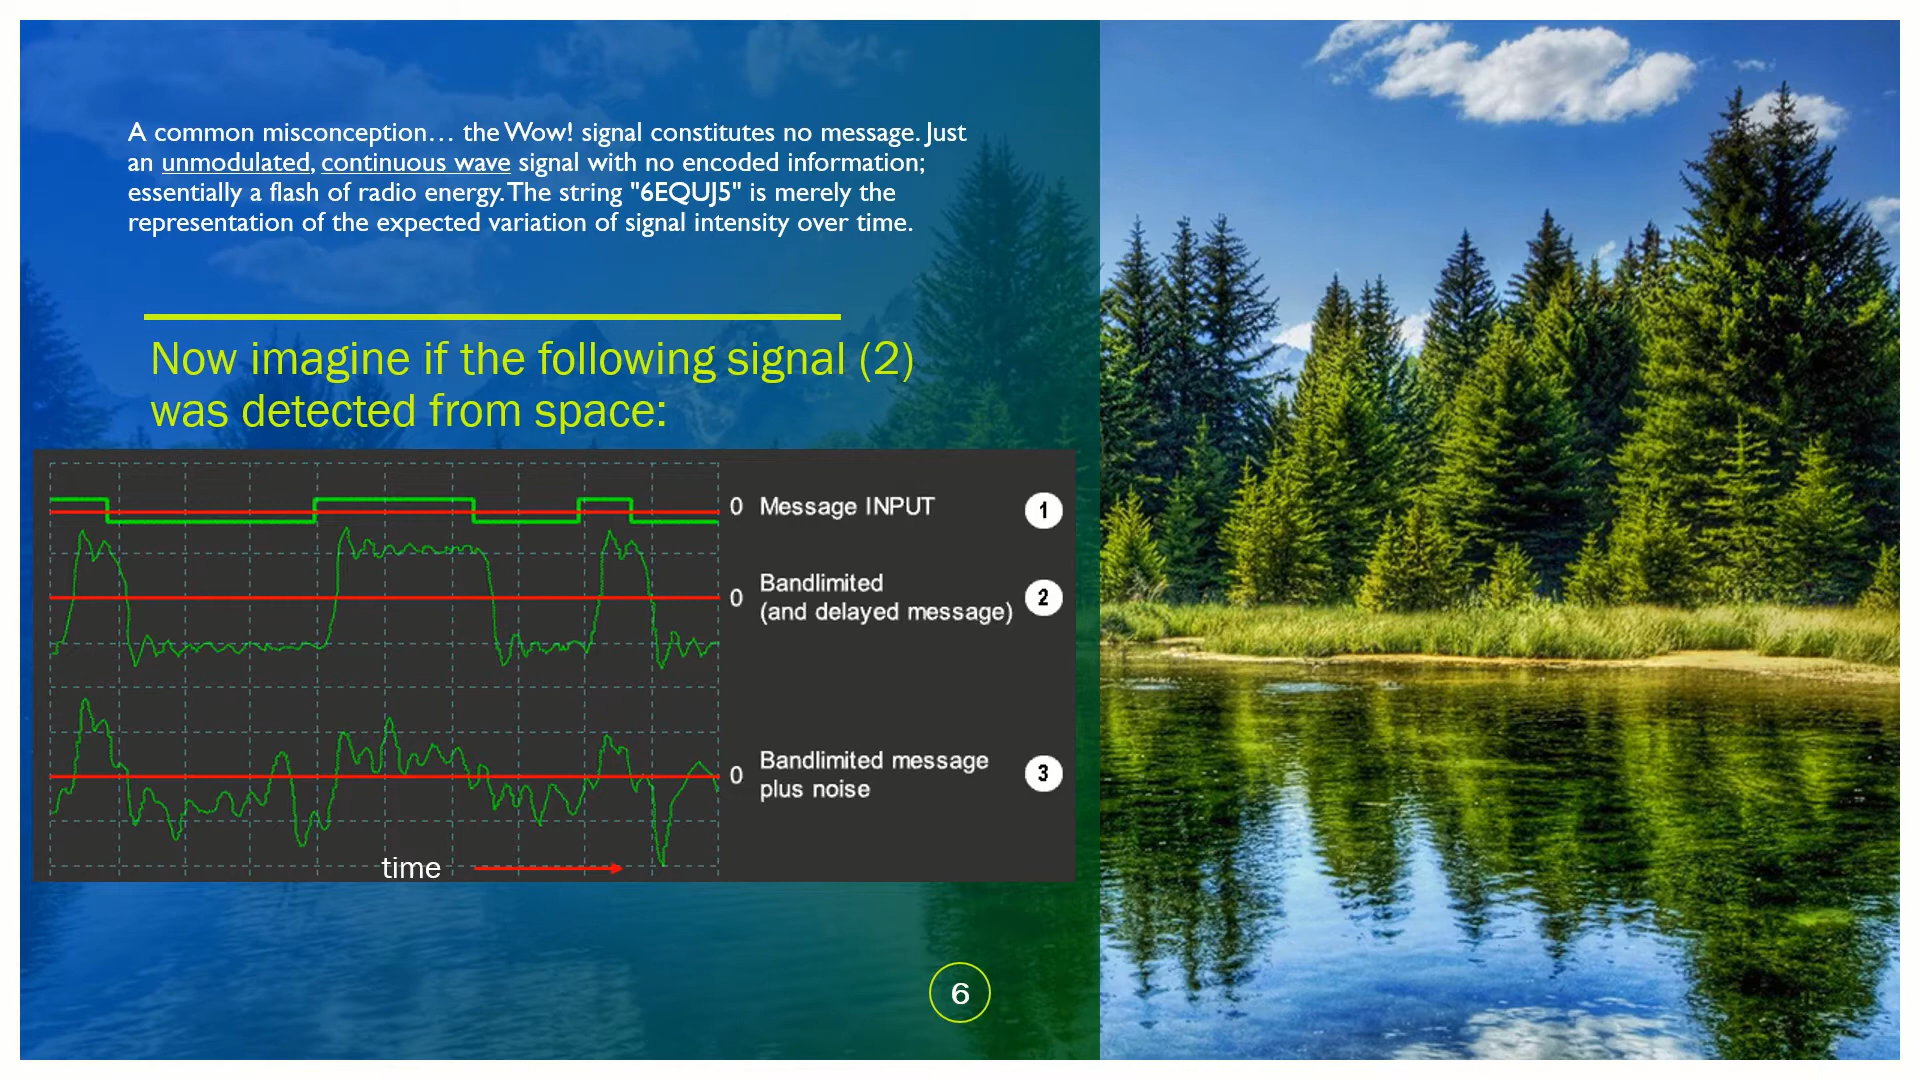 A common misconception… the Wow! signal constitutes no message. Just
an unmodulated, continuous wave signal with no encoded information;
essentially a flash of radio energy. The string "6EQUJ5" is merely the
representation of the expected variation of signal intensity over time.
Now imagine if the following signal (2)
was detected from space:
0 Message INPUT 1
0 Bandlimited
(and delayed message) 2
0 Bandlimited message
plus noise 3
time
6